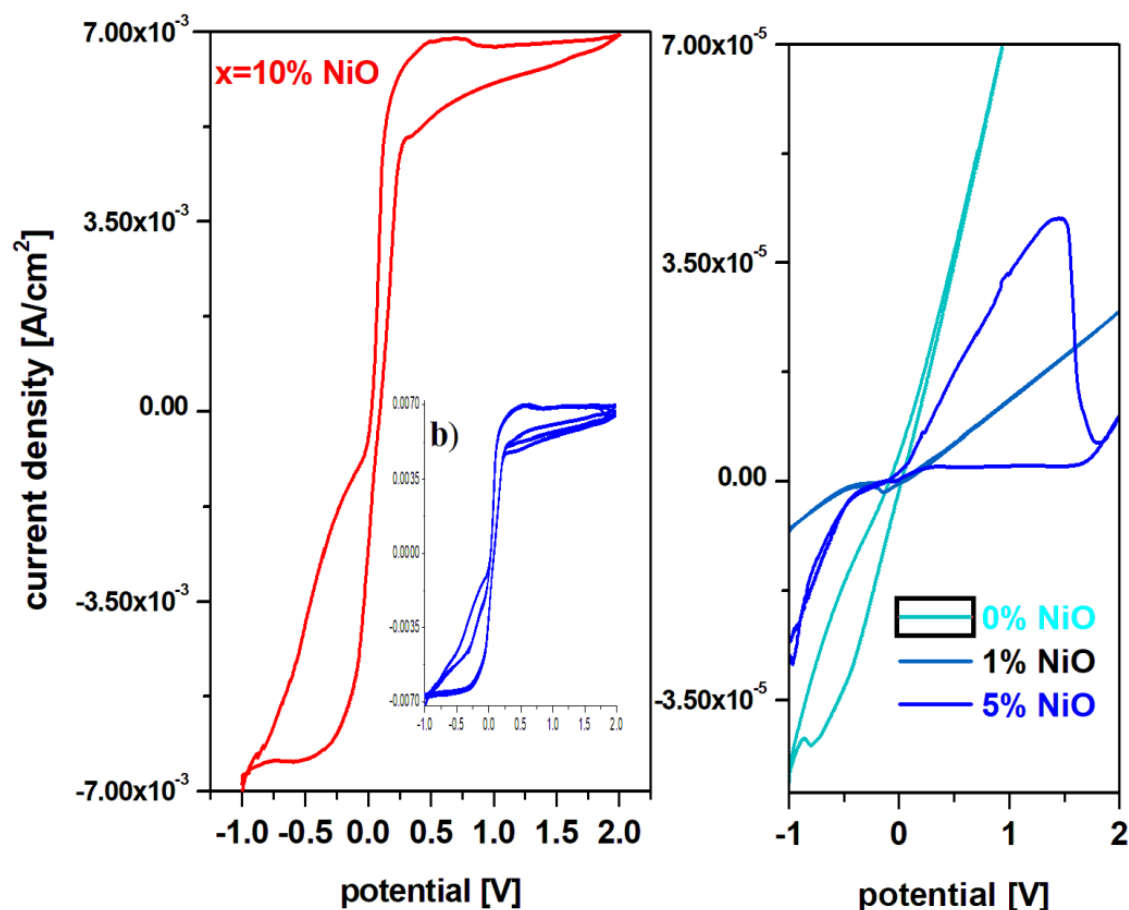 7.00x10⁻³
3.50x10⁻³
0.00
-3.50x10⁻³
-7.00x10⁻³
current density [A/cm²]
x=10% NiO
-1.0 -0.5 0.0 0.5 1.0 1.5 2.0
potential [V]
b)
0.0070
0.0035
0.0000
-0.0035
-0.0070
-1.0 -0.5 0.0 0.5 1.0 1.5 2.0
7.00x10⁻⁵
3.50x10⁻⁵
0.00
-3.50x10⁻⁵
0% NiO
1% NiO
5% NiO
-1 0 1 2
potential [V]